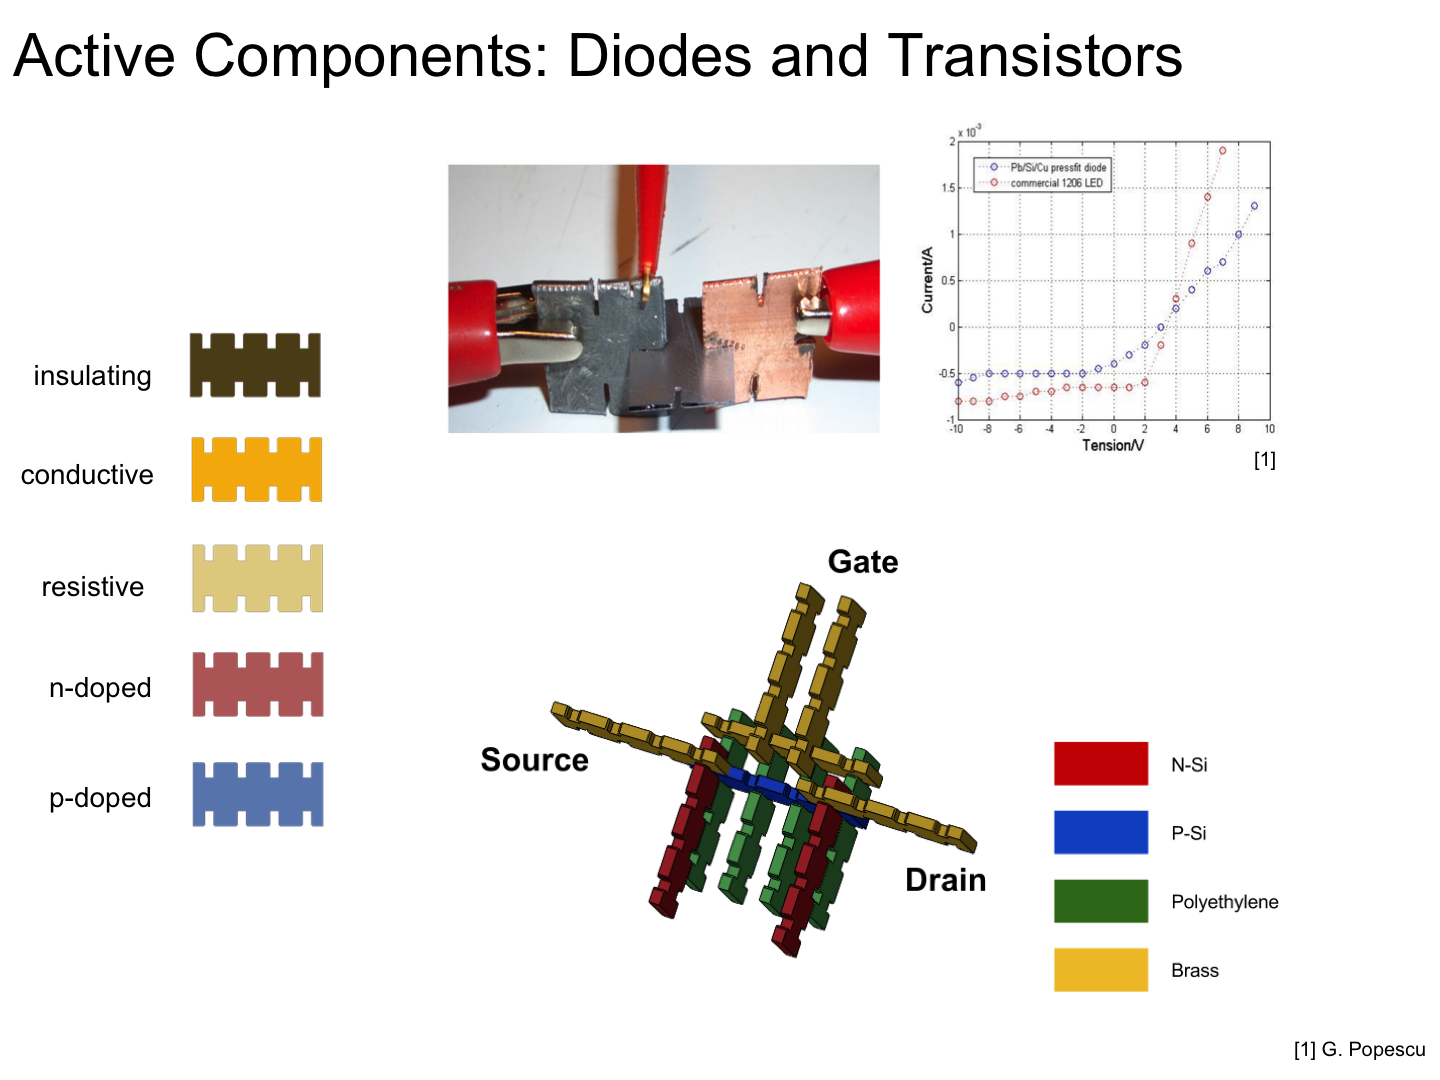 Active Components: Diodes and Transistors
insulating
conductive
resistive
n-doped
p-doped
x 10⁻³
Pb/Si/Cu pressfit diode
commercial 1206 LED
2
1.5
1
0.5
0
-0.5
-1
Current/A
-10 -8 -6 -4 -2 0 2 4 6 8 10
Tension/V
[1]
Gate
Source
Drain
N-Si
P-Si
Polyethylene
Brass
[1] G. Popescu